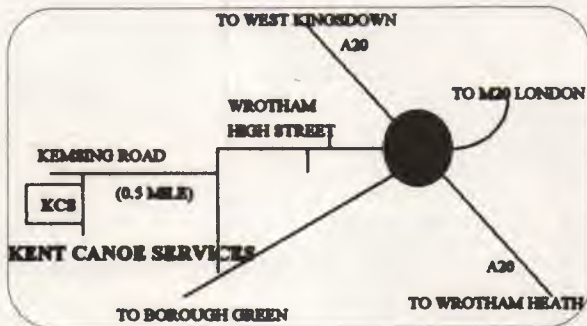 TO WEST KINGSDOWN
A20
TO M20 LONDON
WROTHAM
HIGH STREET
KEMSING ROAD
(0.5 MILE)
KCS
KENT CANOE SERVICES
A20
TO BOROUGH GREEN
TO WROTHAM HEATH